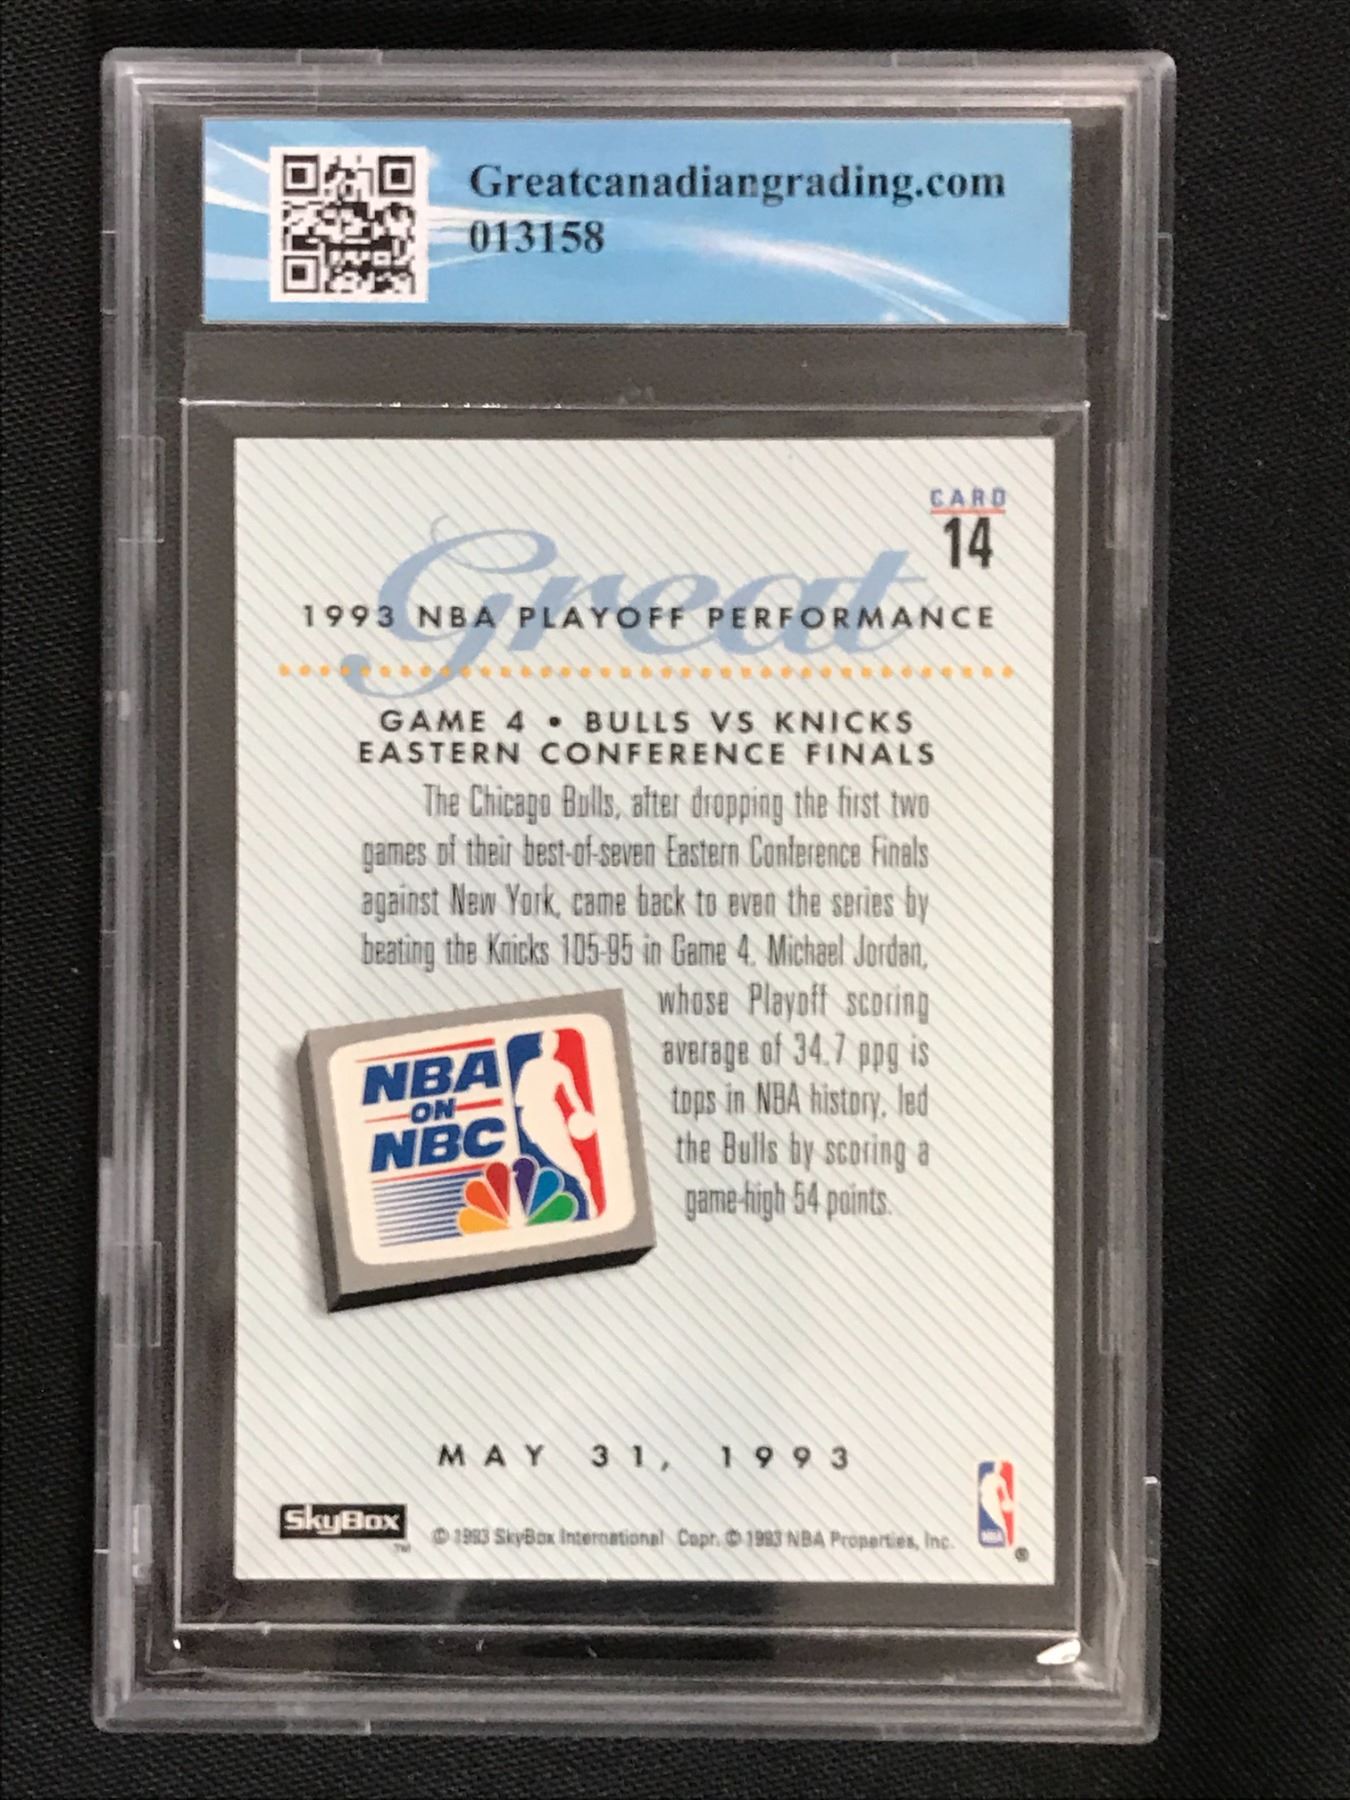 Greatcanadiangrading.com
013158
CARD
14
Great
1993 NBA PLAYOFF PERFORMANCE
GAME 4 • BULLS VS KNICKS
EASTERN CONFERENCE FINALS
The Chicago Bulls, after dropping the first two
games of their best-of-seven Eastern Conference Finals
against New York, came back to even the series by
beating the Knicks 105-95 in Game 4. Michael Jordan,
whose Playoff scoring
average of 34.7 ppg is
tops in NBA history, led
the Bulls by scoring a
game-high 54 points.
NBA
ON
NBC
MAY 31, 1993
SkyBox
TM
© 1993 SkyBox International Copr. © 1993 NBA Properties, Inc.
NBA
®